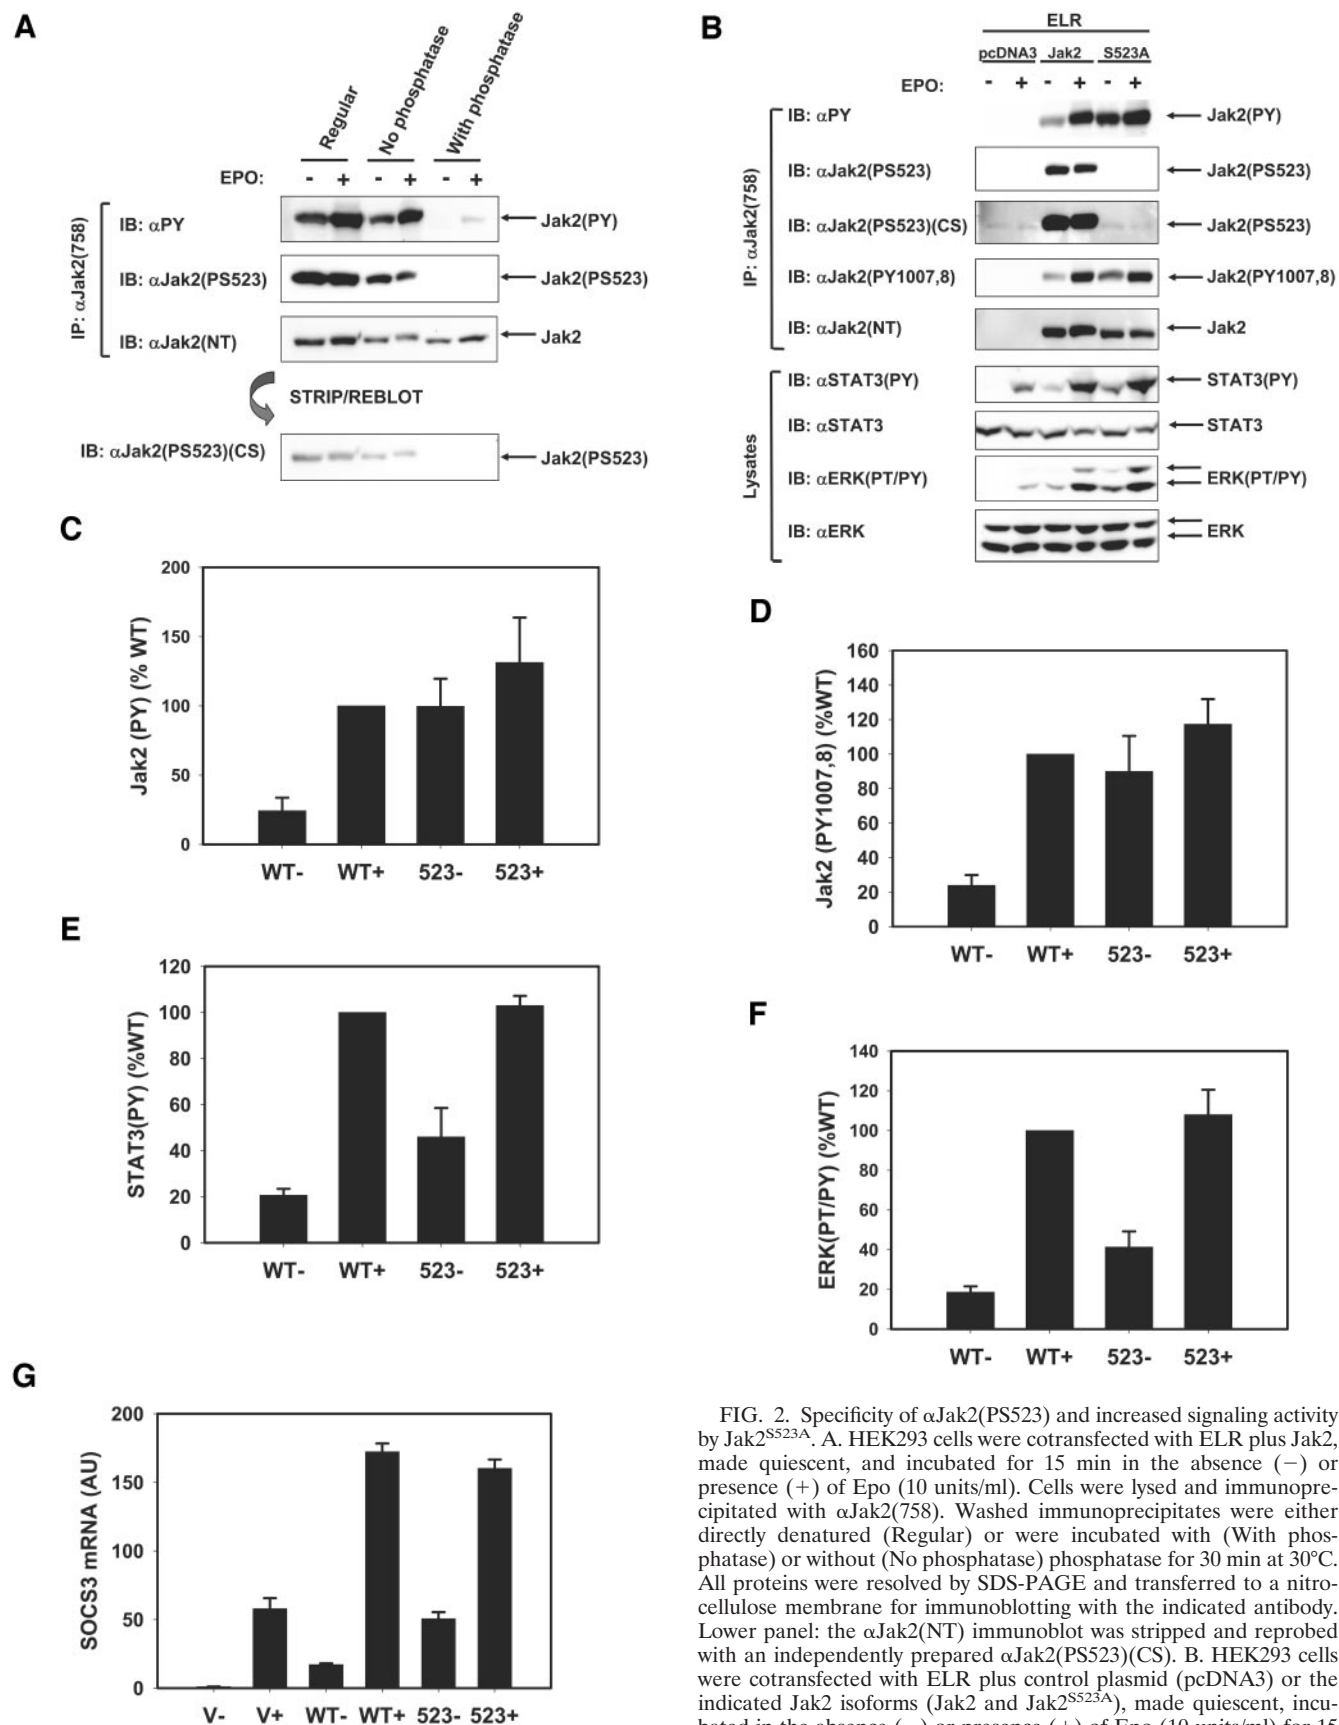 A
Regular
No phosphatase
With phosphatase
EPO: - + - + - +
IP: αJak2(758)
IB: αPY
Jak2(PY)
IB: αJak2(PS523)
Jak2(PS523)
IB: αJak2(NT)
Jak2
STRIP/REBLOT
IB: αJak2(PS523)(CS)
Jak2(PS523)
B
ELR
pcDNA3 Jak2 S523A
EPO: - + - + - +
IP: αJak2(758)
IB: αPY
Jak2(PY)
IB: αJak2(PS523)
Jak2(PS523)
IB: αJak2(PS523)(CS)
Jak2(PS523)
IB: αJak2(PY1007,8)
Jak2(PY1007,8)
IB: αJak2(NT)
Jak2
Lysates
IB: αSTAT3(PY)
STAT3(PY)
IB: αSTAT3
STAT3
IB: αERK(PT/PY)
ERK(PT/PY)
IB: αERK
ERK
C
Jak2 (PY) (% WT)
200
150
100
50
0
WT- WT+ 523- 523+
D
Jak2 (PY1007,8) (%WT)
160
140
120
100
80
60
40
20
0
WT- WT+ 523- 523+
E
STAT3(PY) (%WT)
120
100
80
60
40
20
0
WT- WT+ 523- 523+
F
ERK(PT/PY) (%WT)
140
120
100
80
60
40
20
0
WT- WT+ 523- 523+
G
SOCS3 mRNA (AU)
200
150
100
50
0
V- V+ WT- WT+ 523- 523+
FIG. 2. Specificity of αJak2(PS523) and increased signaling activity
by Jak2S523A. A. HEK293 cells were cotransfected with ELR plus Jak2,
made quiescent, and incubated for 15 min in the absence (−) or
presence (+) of Epo (10 units/ml). Cells were lysed and immunopre-
cipitated with αJak2(758). Washed immunoprecipitates were either
directly denatured (Regular) or were incubated with (With phos-
phatase) or without (No phosphatase) phosphatase for 30 min at 30°C.
All proteins were resolved by SDS-PAGE and transferred to a nitro-
cellulose membrane for immunoblotting with the indicated antibody.
Lower panel: the αJak2(NT) immunoblot was stripped and reprobed
with an independently prepared αJak2(PS523)(CS). B. HEK293 cells
were cotransfected with ELR plus control plasmid (pcDNA3) or the
indicated Jak2 isoforms (Jak2 and Jak2S523A), made quiescent, incu-
bated in the absence (−) or presence (+) of Epo (10 units/ml) for 15